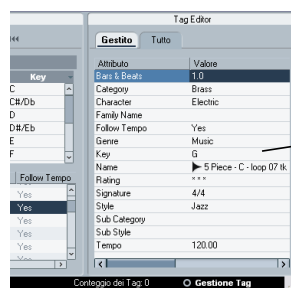 Tag Editor
Gestito Tutto
Attributo Valore
Bars & Beats 1.0
Category Brass
Character Electric
Family Name
Follow Tempo Yes
Genre Music
Key G
Name 5 Piece - C - loop 07 tk
Rating ***
Signature 4/4
Style Jazz
Sub Category
Sub Style
Tempo 120.00
Key
C
C#/Db
D
D#/Eb
E
F
Follow Tempo
Yes
Yes
Yes
Yes
Yes
Conteggio dei Tag: 0 Gestione Tag